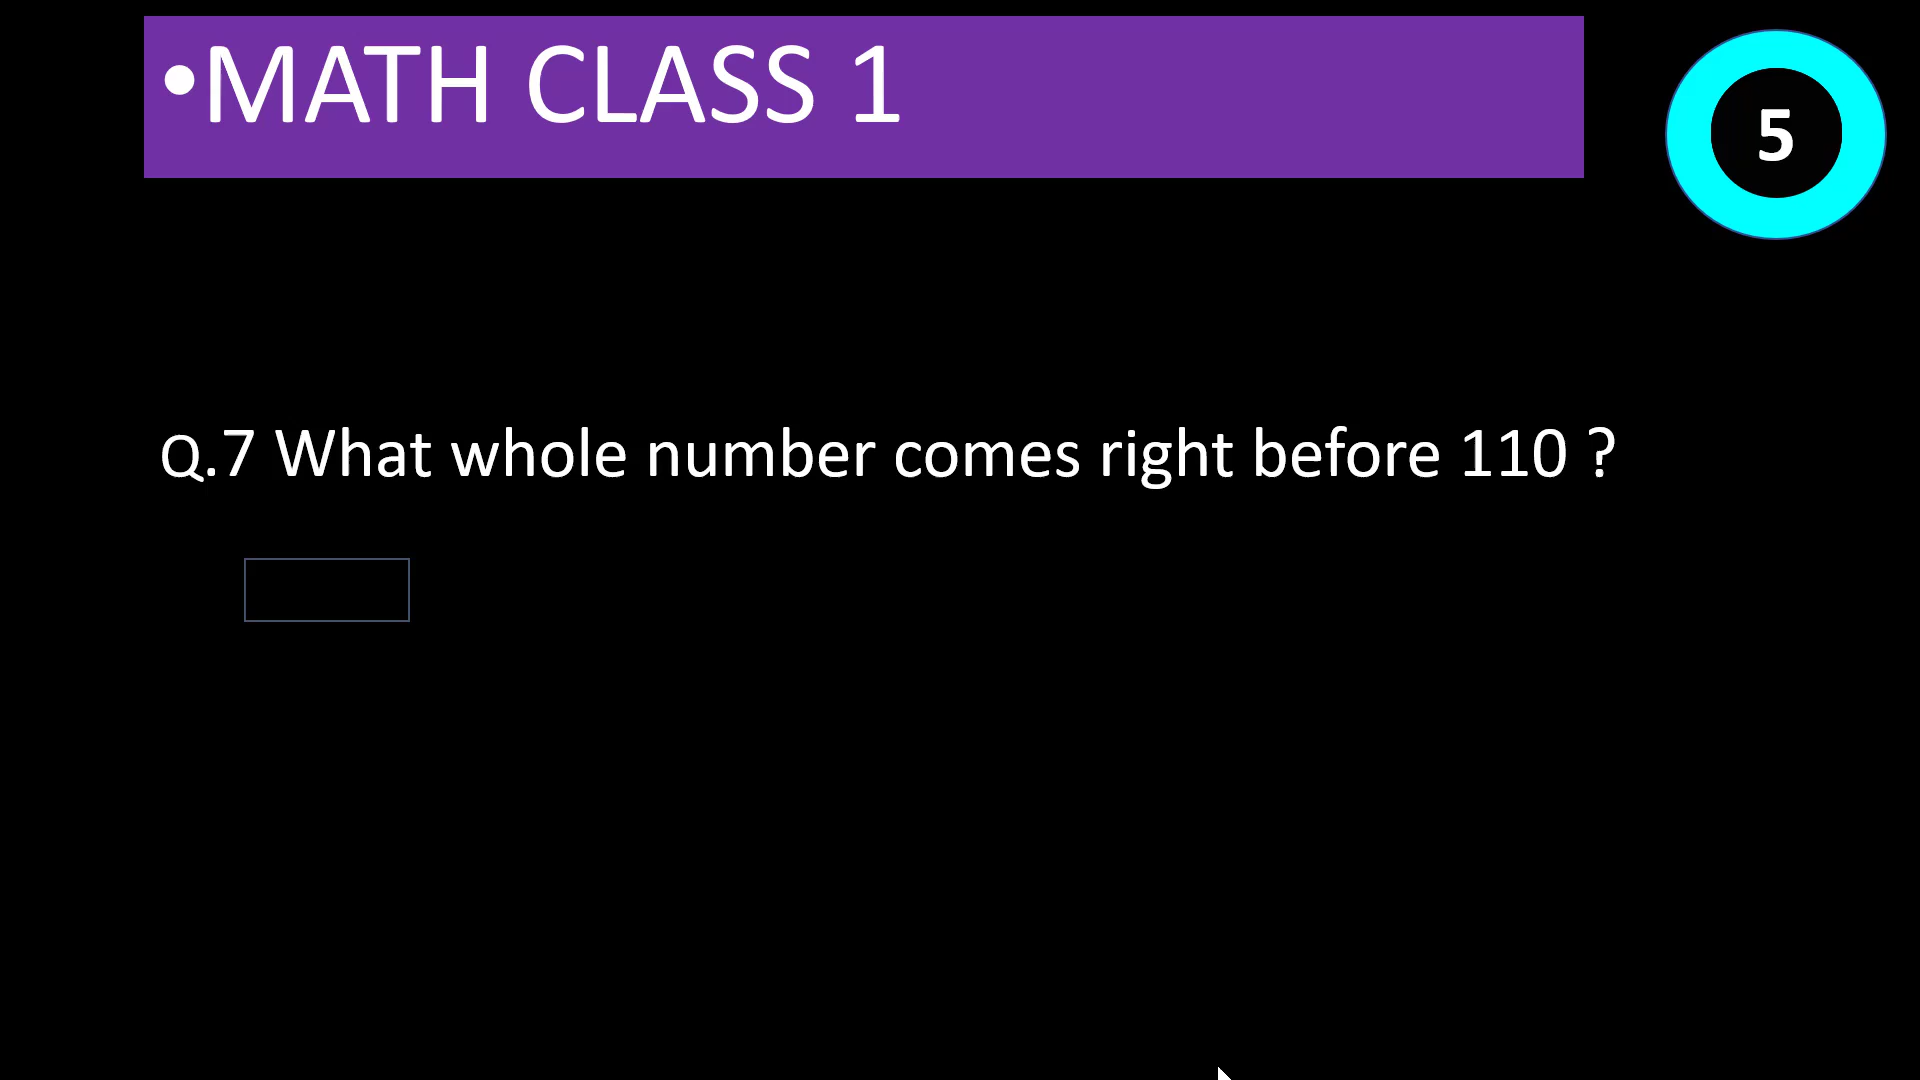 •MATH CLASS 1
5
Q.7 What whole number comes right before 110 ?